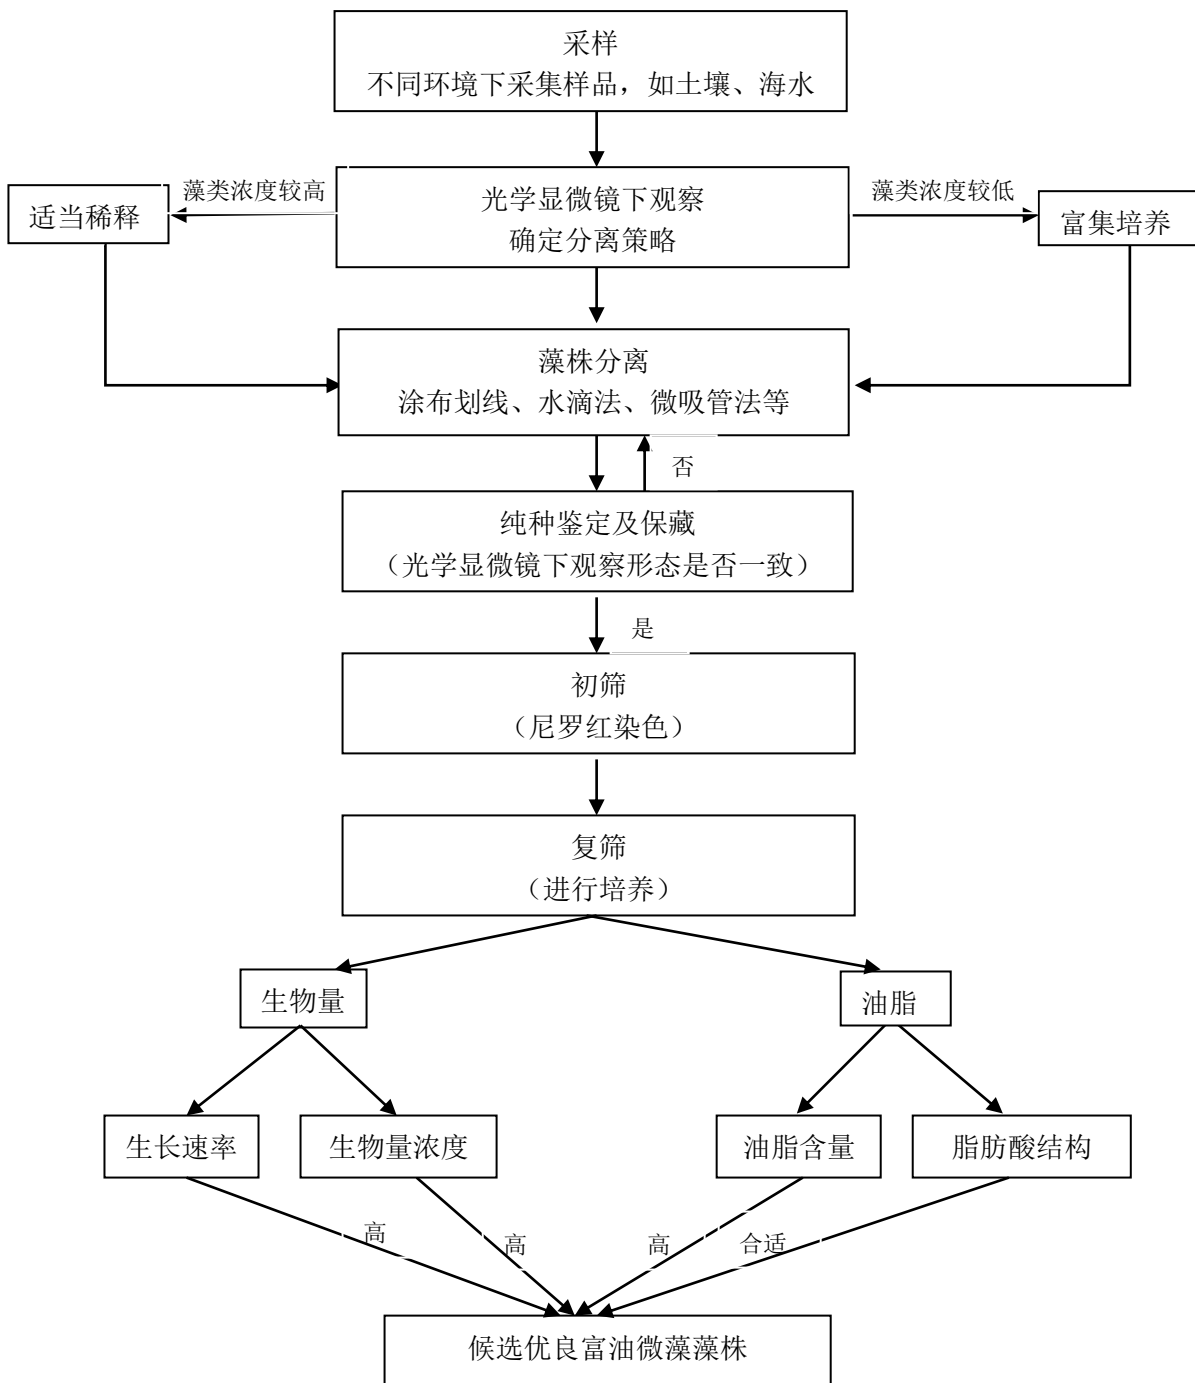 采样
不同环境下采集样品，如土壤、海水
藻类浓度较高
藻类浓度较低
适当稀释
光学显微镜下观察
确定分离策略
富集培养
藻株分离
涂布划线、水滴法、微吸管法等
否
纯种鉴定及保藏
（光学显微镜下观察形态是否一致）
是
初筛
（尼罗红染色）
复筛
（进行培养）
生物量
油脂
生长速率
生物量浓度
油脂含量
脂肪酸结构
高
高
高
合适
候选优良富油微藻藻株